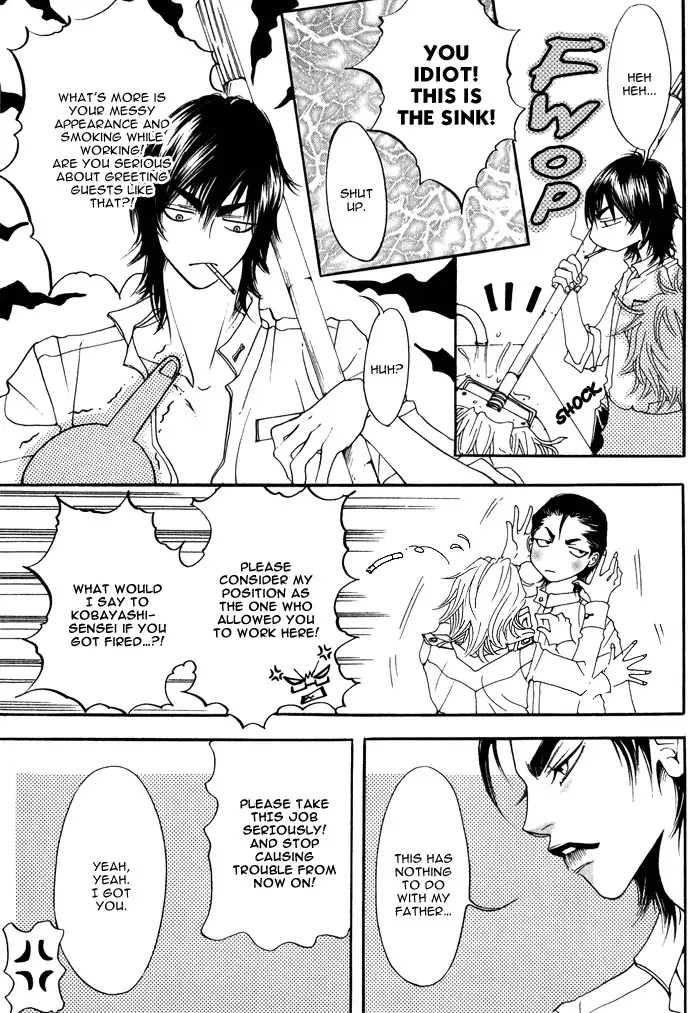 HEH
HEH...
FWOP
SHOCK
YOU
IDIOT!
THIS IS
THE SINK!
SHUT
UP.
WHAT'S MORE IS
YOUR MESSY
APPEARANCE AND
SMOKING WHILE
WORKING!
ARE YOU SERIOUS
ABOUT GREETING
GUESTS LIKE
THAT?!
HUH?
PLEASE
CONSIDER MY
POSITION AS
THE ONE WHO
ALLOWED YOU
TO WORK HERE!
WHAT WOULD
I SAY TO
KOBAYASHI-
SENSEI IF YOU
GOT FIRED...?!
THIS HAS
NOTHING
TO DO
WITH MY
FATHER...
PLEASE TAKE
THIS JOB
SERIOUSLY!
AND STOP
CAUSING
TROUBLE FROM
NOW ON!
YEAH,
YEAH.
I GOT
YOU.